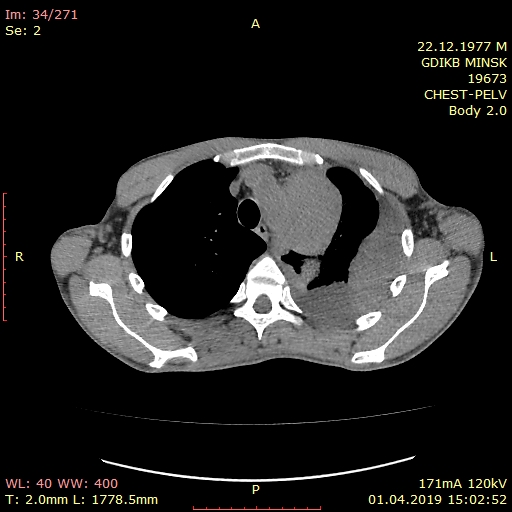 Im: 34/271
Se: 2
A
22.12.1977 M
GDIKB MINSK
19673
CHEST-PELV
Body 2.0
R
L
WL: 40 WW: 400
T: 2.0mm L: 1778.5mm
P
171mA 120kV
01.04.2019 15:02:52